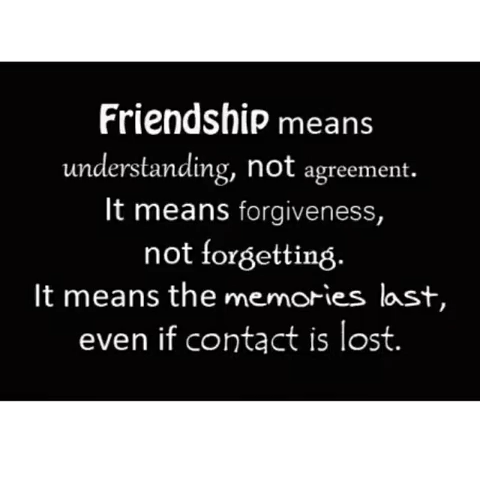 Friendship means
understanding, not agreement.
It means forgiveness,
not forgetting.
It means the memories last,
even if contact is lost.